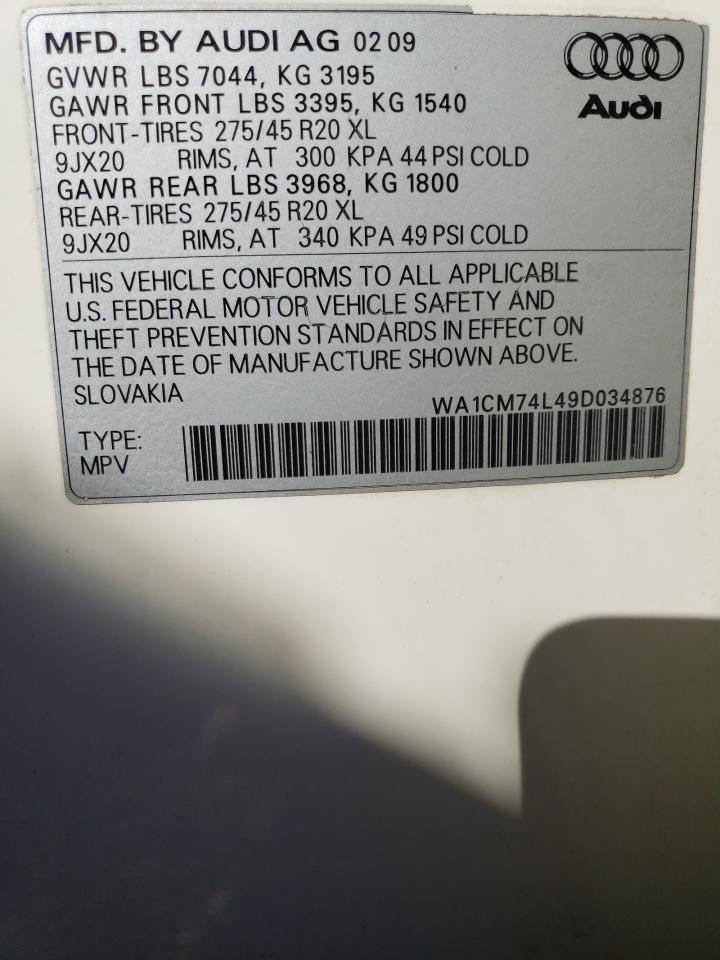 MFD. BY AUDI AG 02 09
GVWR LBS 7044, KG 3195
GAWR FRONT LBS 3395, KG 1540
FRONT-TIRES 275/45 R20 XL
9JX20 RIMS, AT 300 KPA 44 PSI COLD
GAWR REAR LBS 3968, KG 1800
REAR-TIRES 275/45 R20 XL
9JX20 RIMS, AT 340 KPA 49 PSI COLD
Audi
THIS VEHICLE CONFORMS TO ALL APPLICABLE
U.S. FEDERAL MOTOR VEHICLE SAFETY AND
THEFT PREVENTION STANDARDS IN EFFECT ON
THE DATE OF MANUFACTURE SHOWN ABOVE.
SLOVAKIA
WA1CM74L49D034876
TYPE:
MPV